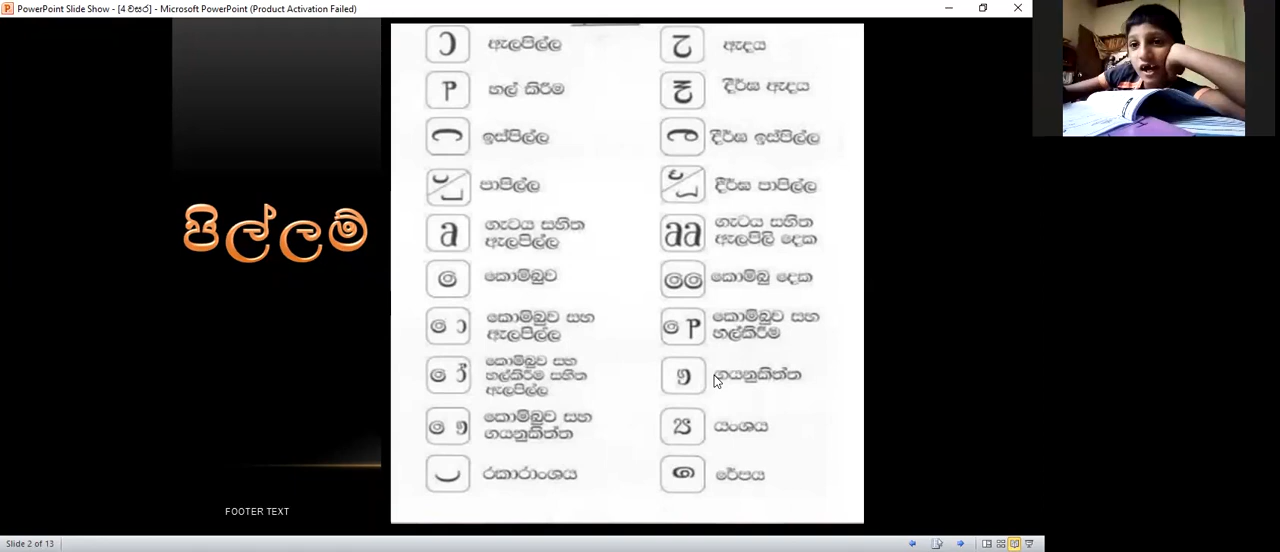 PowerPoint Slide Show - [4 වසර] - Microsoft PowerPoint (Product Activation Failed)
පිල්ලම්
ා ඇලපිල්ල
ැ ඇදය
් හල් කිරීම
ෑ දීර්ඝ ඇදය
ි ඉස්පිල්ල
ී දීර්ඝ ඉස්පිල්ල
ු පාපිල්ල
ූ දීර්ඝ පාපිල්ල
ෘ ගැටය සහිත
ඇලපිල්ල
ෲ ගැටය සහිත
ඇලපිලි දෙක
ෙ කොම්බුව
ෛ කොම්බු දෙක
ො කොම්බුව සහ
ඇලපිල්ල
ේ කොම්බුව සහ
හල්කිරීම
ෝ කොම්බුව සහ
හල්කිරීම සහිත
ඇලපිල්ල
ෟ ගයනුකිත්ත
ෞ කොම්බුව සහ
ගයනුකිත්ත
්‍ය යංශය
්‍ර රකාරාංශය
ර්‍ රේපය
FOOTER TEXT
Slide 2 of 13